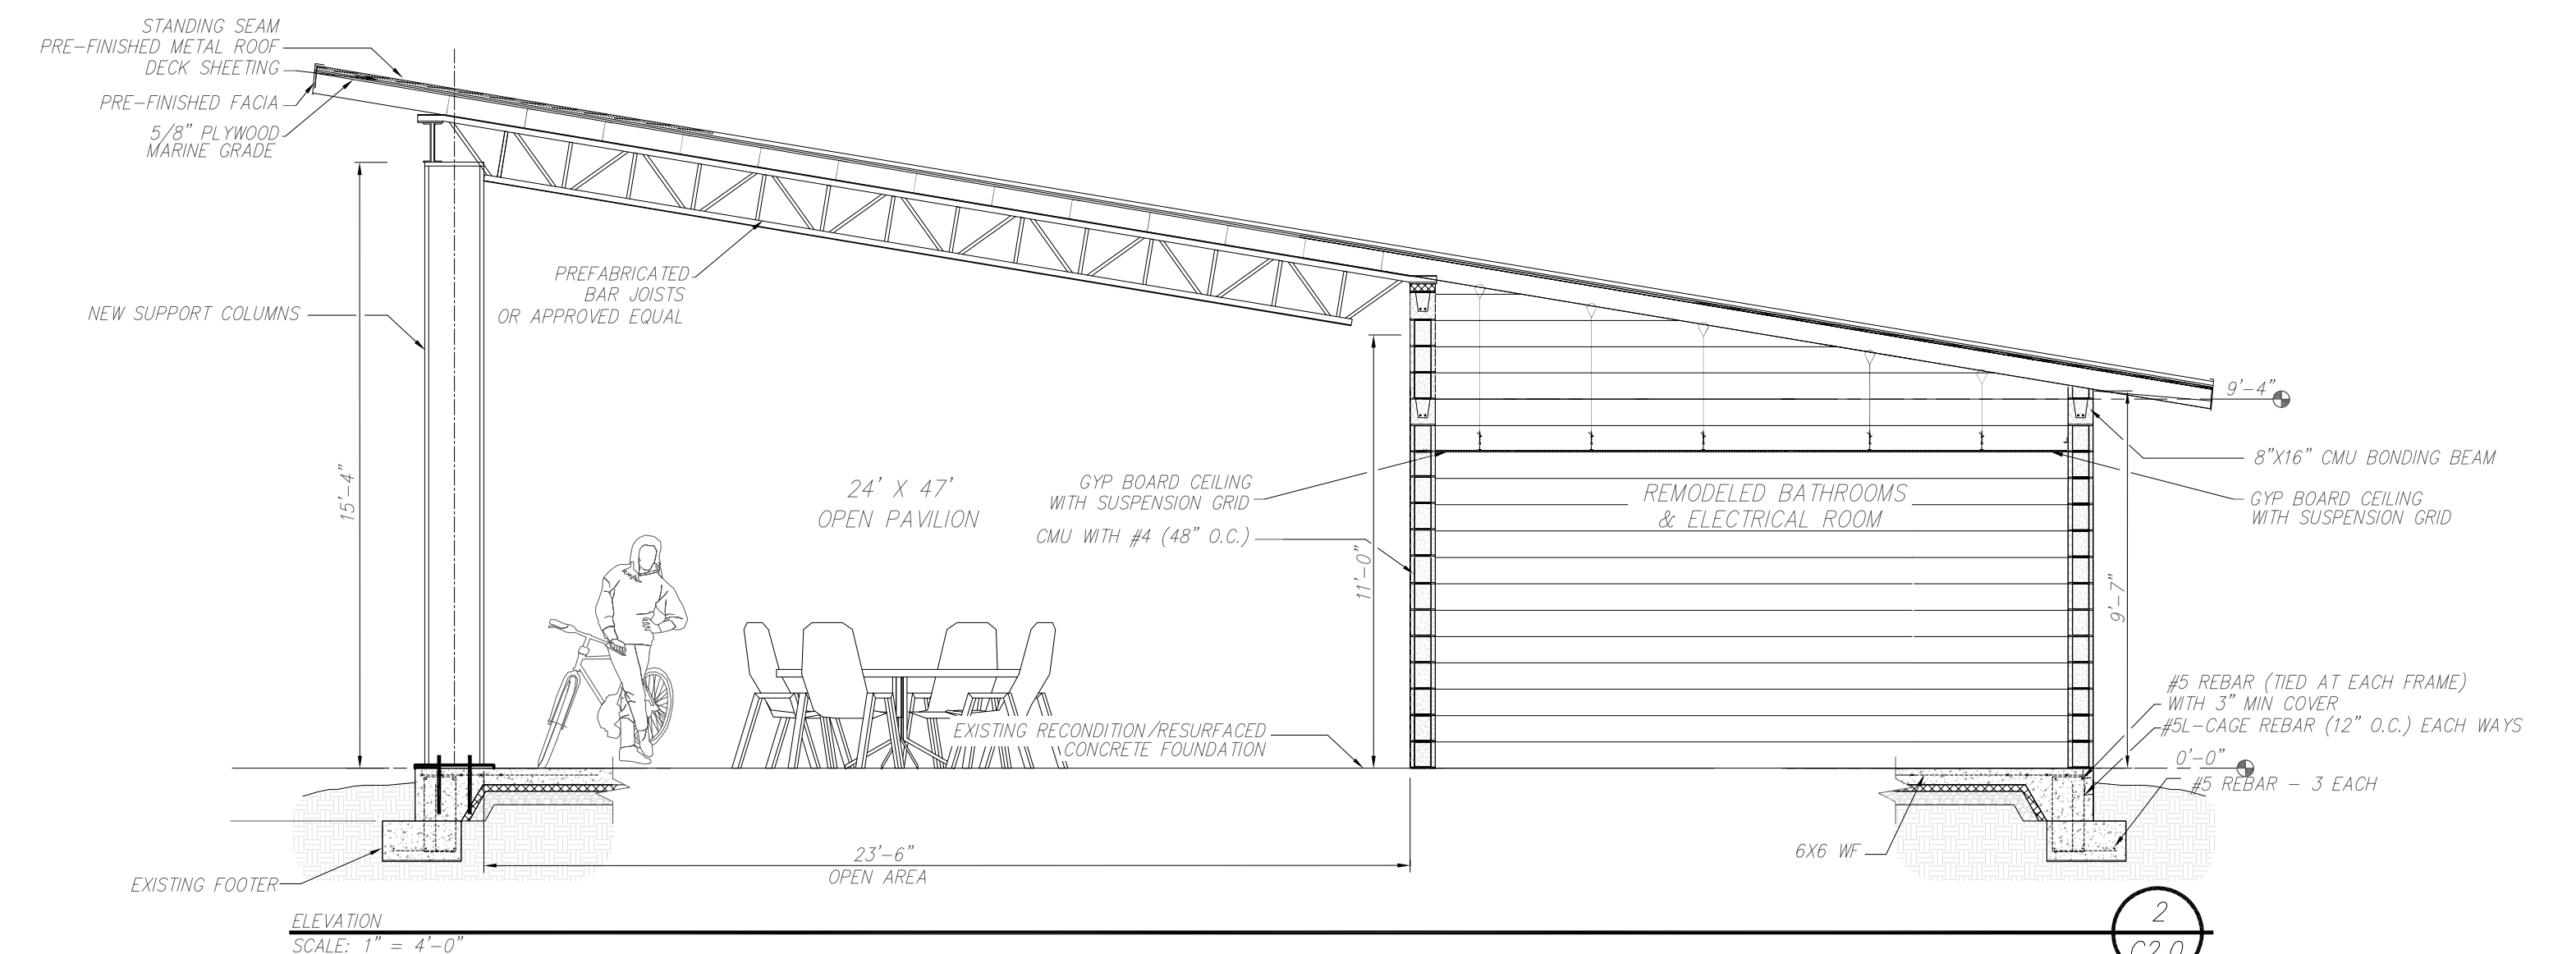 STANDING SEAM
PRE-FINISHED METAL ROOF
DECK SHEETING
PRE-FINISHED FACIA
5/8" PLYWOOD
MARINE GRADE
PREFABRICATED
BAR JOISTS
OR APPROVED EQUAL
NEW SUPPORT COLUMNS
15'-4"
24' X 47'
OPEN PAVILION
GYP BOARD CEILING
WITH SUSPENSION GRID
CMU WITH #4 (48" O.C.)
11'-0"
REMODELED BATHROOMS
& ELECTRICAL ROOM
9'-4"
8"X16" CMU BONDING BEAM
GYP BOARD CEILING
WITH SUSPENSION GRID
9'-7"
#5 REBAR (TIED AT EACH FRAME)
WITH 3" MIN COVER
#5L-CAGE REBAR (12" O.C.) EACH WAYS
0'-0"
#5 REBAR - 3 EACH
EXISTING RECONDITION/RESURFACED
CONCRETE FOUNDATION
6X6 WF
23'-6"
OPEN AREA
EXISTING FOOTER
ELEVATION
SCALE: 1" = 4'-0"
2
C2.0